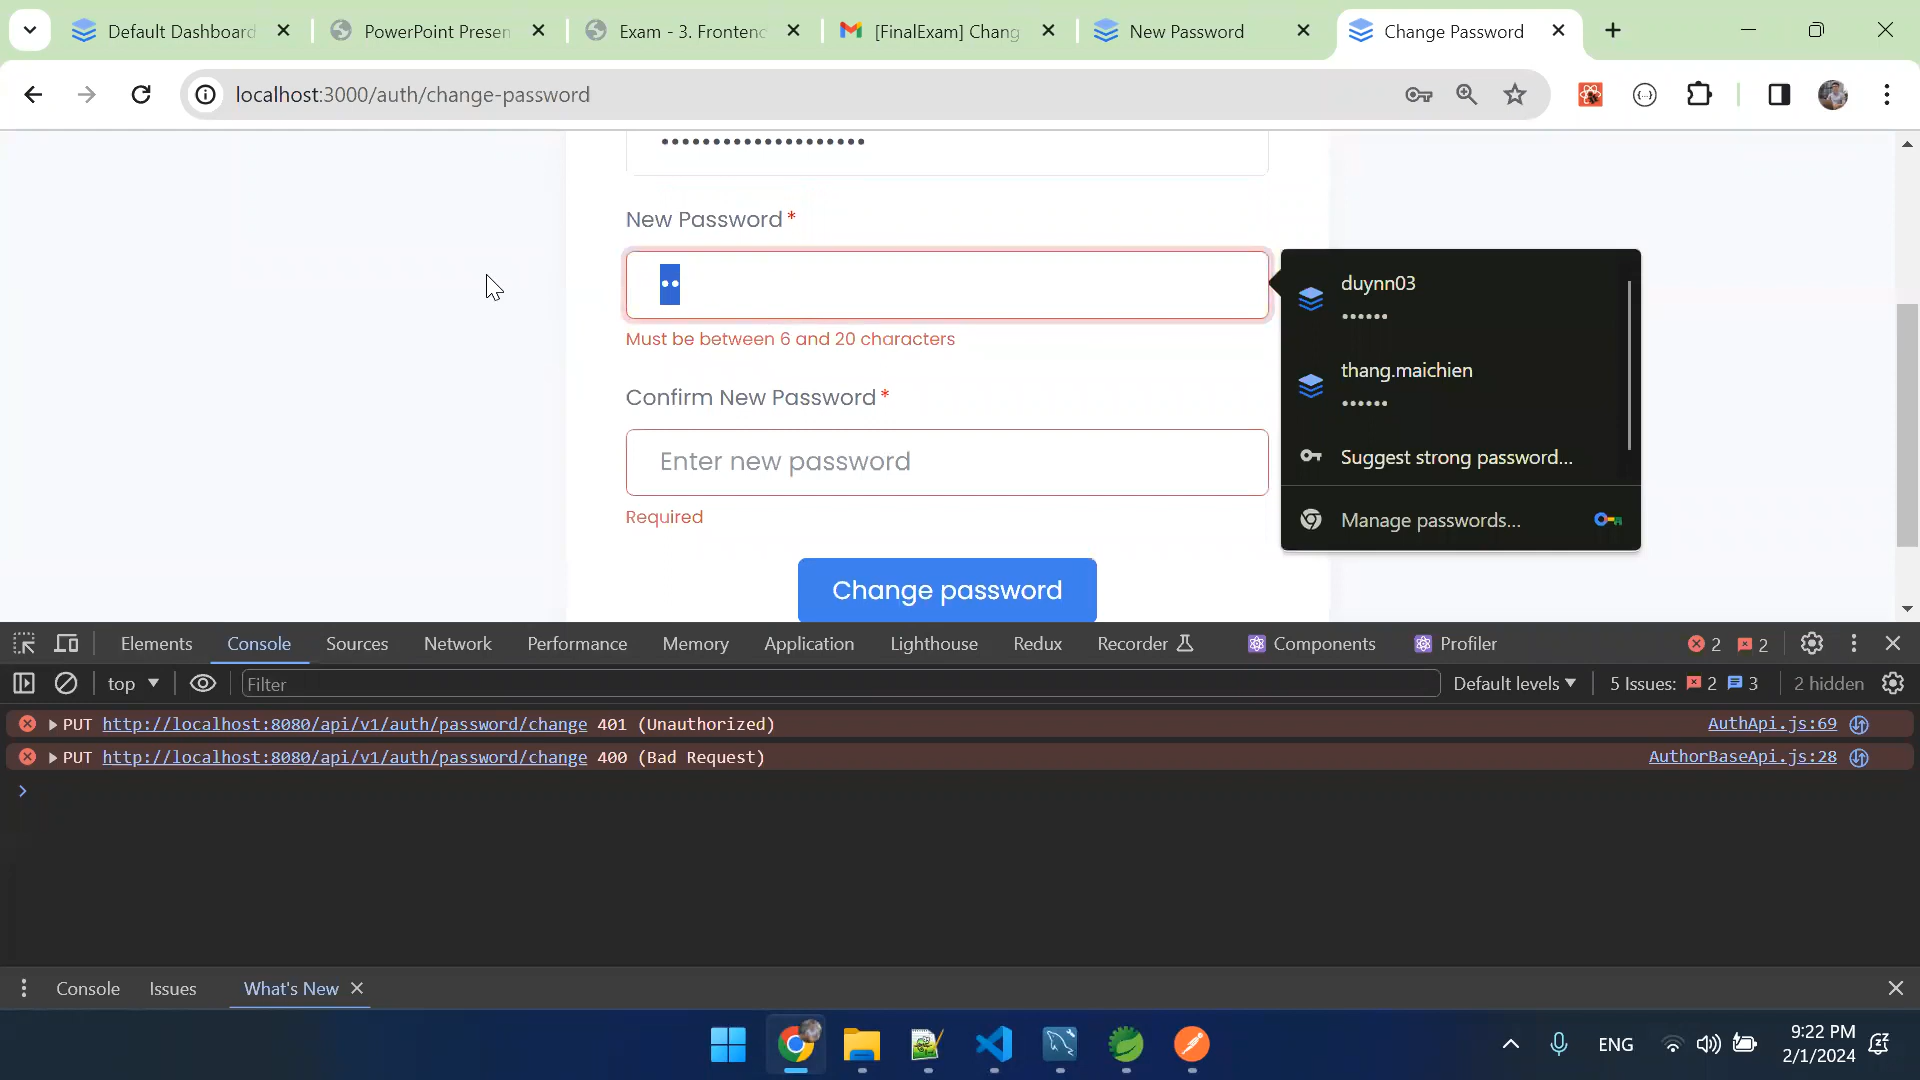 Default Dashboard
PowerPoint Presen
Exam - 3. Frontend
[FinalExam] Chang
New Password
Change Password
localhost:3000/auth/change-password
••••••••••••••••••••
New Password *
••
Must be between 6 and 20 characters
Confirm New Password *
Enter new password
Required
Change password
duynn03
••••••
thang.maichien
••••••
Suggest strong password...
Manage passwords...
Elements Console Sources Network Performance Memory Application Lighthouse Redux Recorder Components Profiler 2 2
top Filter Default levels 5 Issues: 2 3 2 hidden
PUT http://localhost:8080/api/v1/auth/password/change 401 (Unauthorized) AuthApi.js:69
PUT http://localhost:8080/api/v1/auth/password/change 400 (Bad Request) AuthorBaseApi.js:28
Console Issues What's New
ENG
9:22 PM
2/1/2024